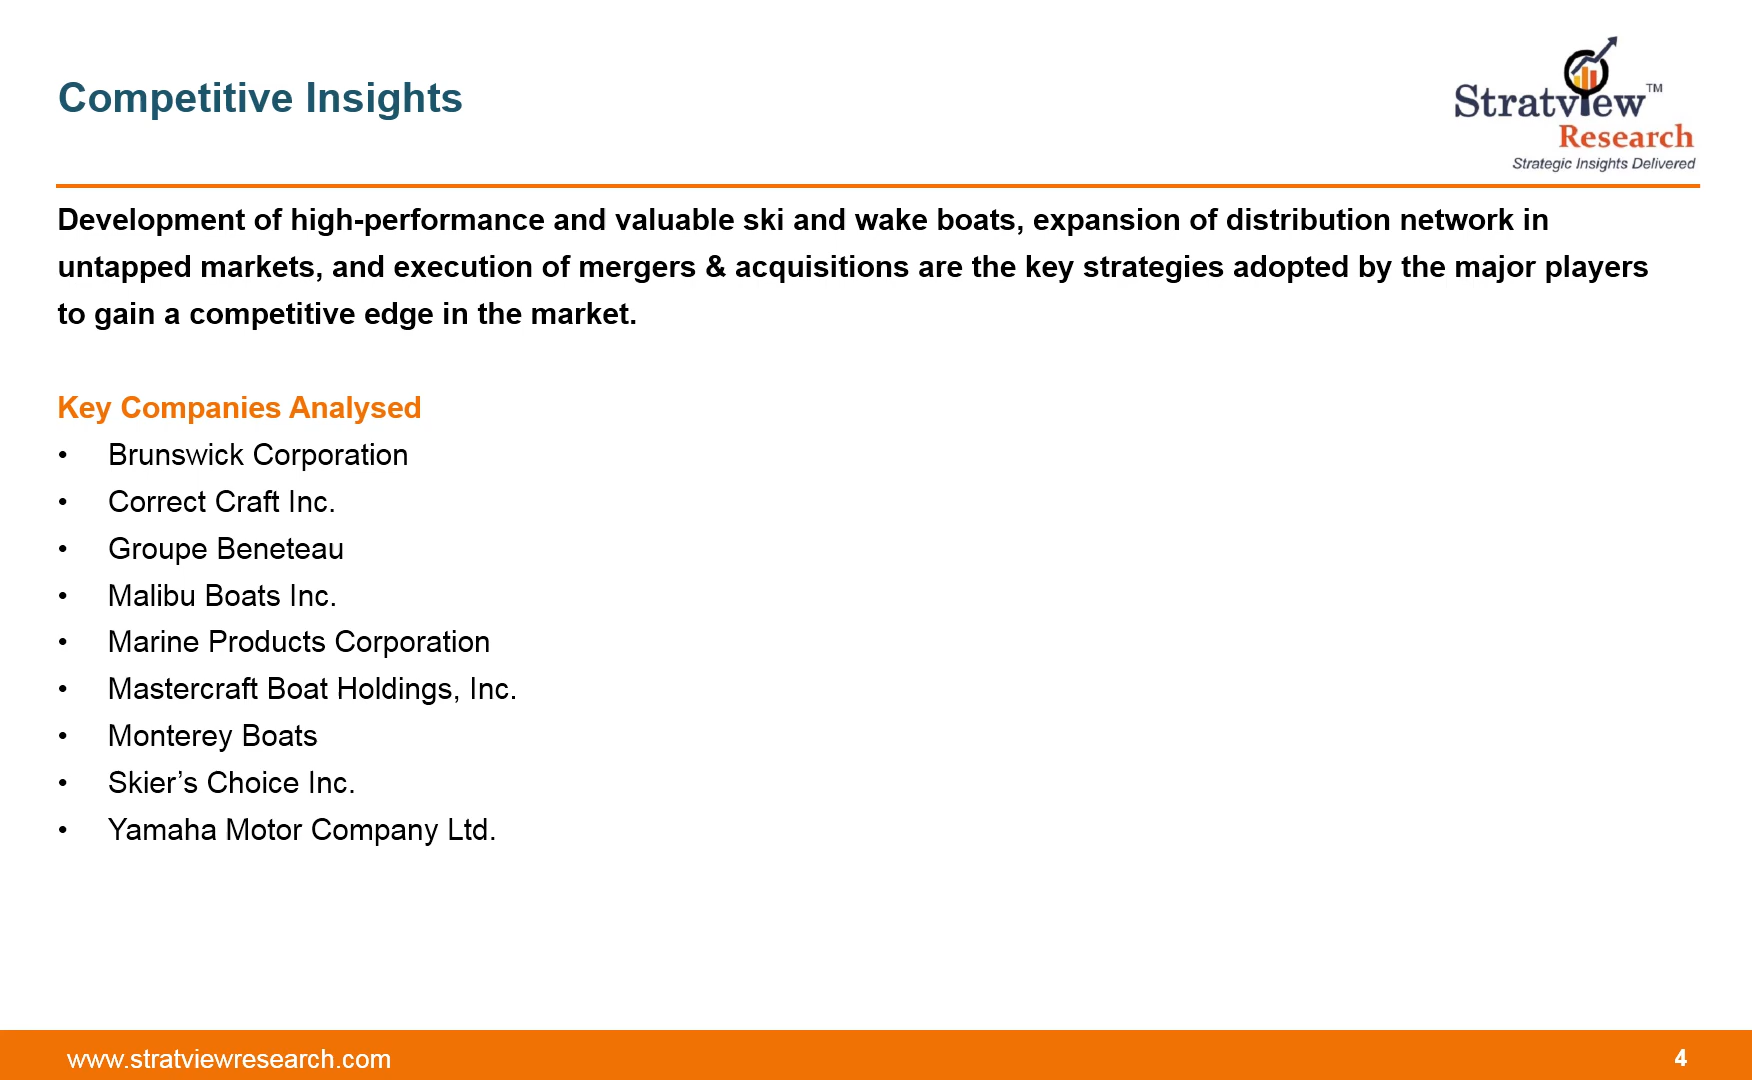 Competitive Insights
Stratview™
Research
Strategic Insights Delivered
Development of high-performance and valuable ski and wake boats, expansion of distribution network in
untapped markets, and execution of mergers & acquisitions are the key strategies adopted by the major players
to gain a competitive edge in the market.
Key Companies Analysed
• Brunswick Corporation
• Correct Craft Inc.
• Groupe Beneteau
• Malibu Boats Inc.
• Marine Products Corporation
• Mastercraft Boat Holdings, Inc.
• Monterey Boats
• Skier’s Choice Inc.
• Yamaha Motor Company Ltd.
www.stratviewresearch.com
4